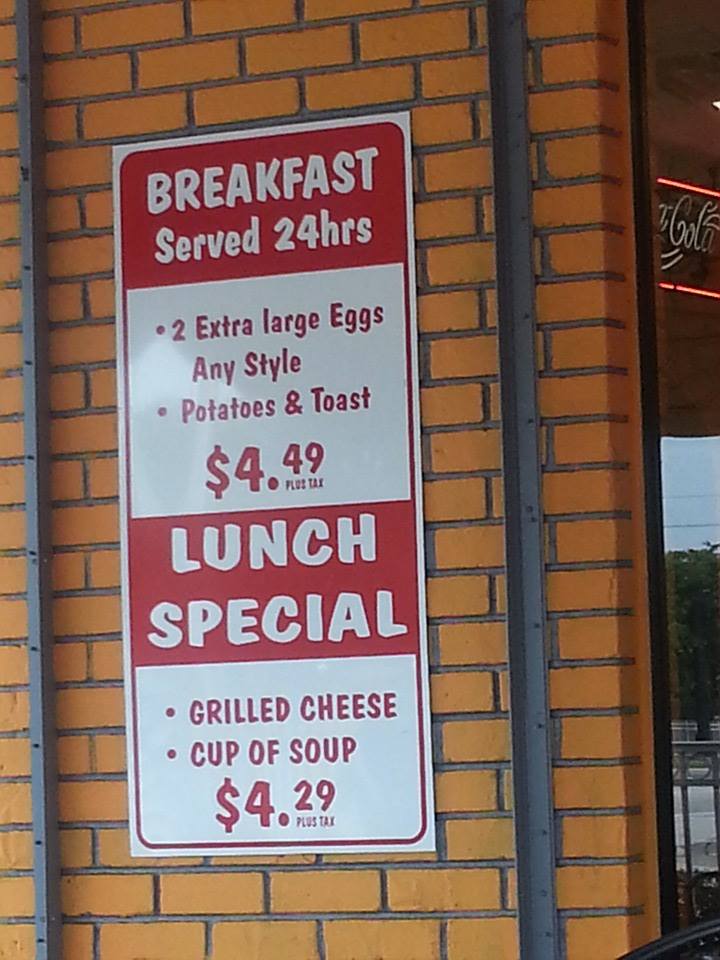 BREAKFAST
Served 24hrs
• 2 Extra large Eggs
Any Style
• Potatoes & Toast
$4.49
PLUS TAX
LUNCH
SPECIAL
• GRILLED CHEESE
• CUP OF SOUP
$4.29
PLUS TAX
Cola